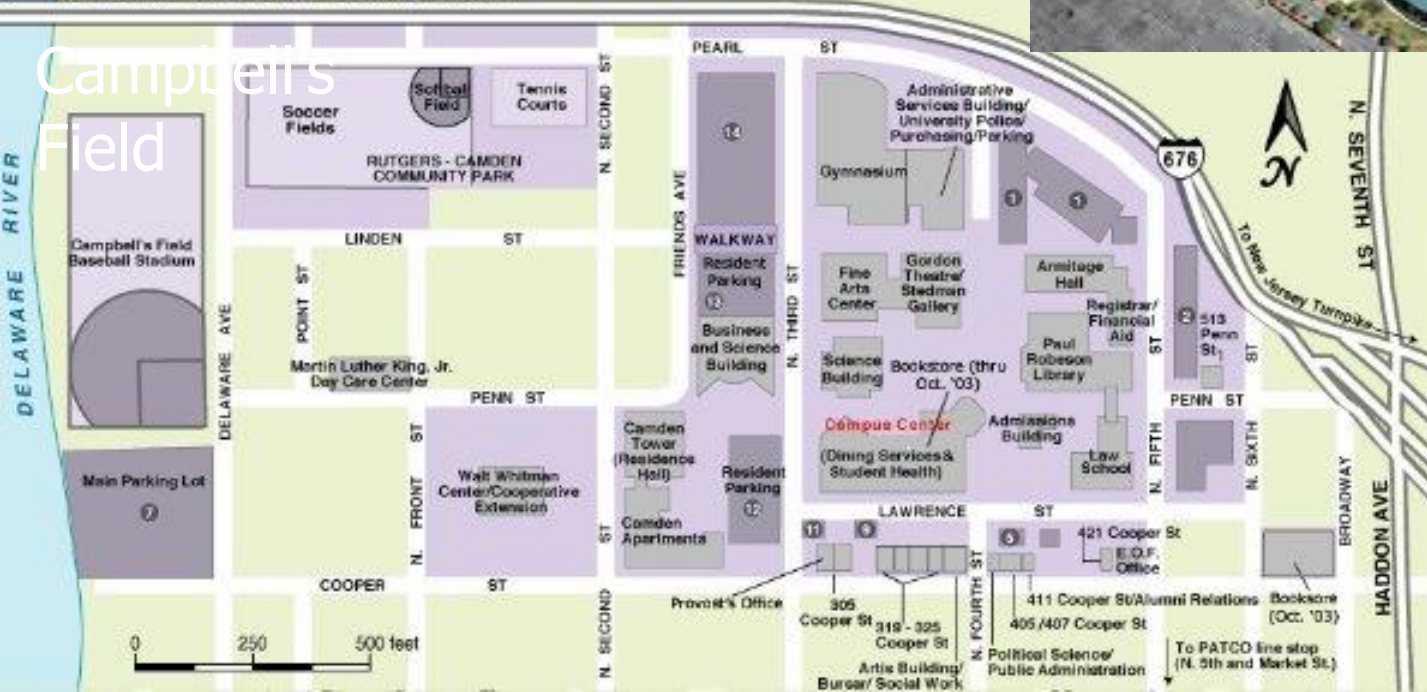 Campbell's
Field
PEARL
ST
Soccer
Fields
Softball
Field
Tennis
Courts
RUTGERS - CAMDEN
COMMUNITY PARK
N. SECOND ST
14
Administrative
Services Building/
University Police/
Purchasing/Parking
Gymnasium
1
1
676
N
N. SEVENTH ST
DELAWARE RIVER
Campbell's Field
Baseball Stadium
LINDEN
ST
FRIENDS AVE
WALKWAY
Resident
Parking
13
Business
and Science
Building
N. THIRD ST
Fine
Arts
Center
Gordon
Theatre/
Stedman
Gallery
Armitage
Hall
Registrar/
Financial
Aid
To New Jersey Turnpike
2
513
Penn
St.
DELAWARE AVE
POINT ST
Martin Luther King, Jr.
Day Care Center
PENN ST
Science
Building
Bookstore (thru
Oct. '03)
Paul
Robeson
Library
PENN ST
Campus Center
(Dining Services &
Student Health)
Admissions
Building
Law
School
N. FIFTH ST
N. SIXTH ST
Main Parking Lot
7
N. FRONT ST
Walt Whitman
Center/Cooperative
Extension
Camden
Tower
(Residence
Hall)
Camden
Apartments
Resident
Parking
12
LAWRENCE
ST
BROADWAY
HADDON AVE
11
9
421 Cooper St
E.O.F.
Office
COOPER
ST
N. SECOND ST
Provost's Office
305
Cooper St
319 - 325
Cooper St
N. FOURTH ST
411 Cooper St/Alumni Relations
405/407 Cooper St
Bookstore
(Oct. '03)
0 250 500 feet
Artis Building/
Bursar/ Social Work
Political Science/
Public Administration
To PATCO line stop
(N. 5th and Market St.)